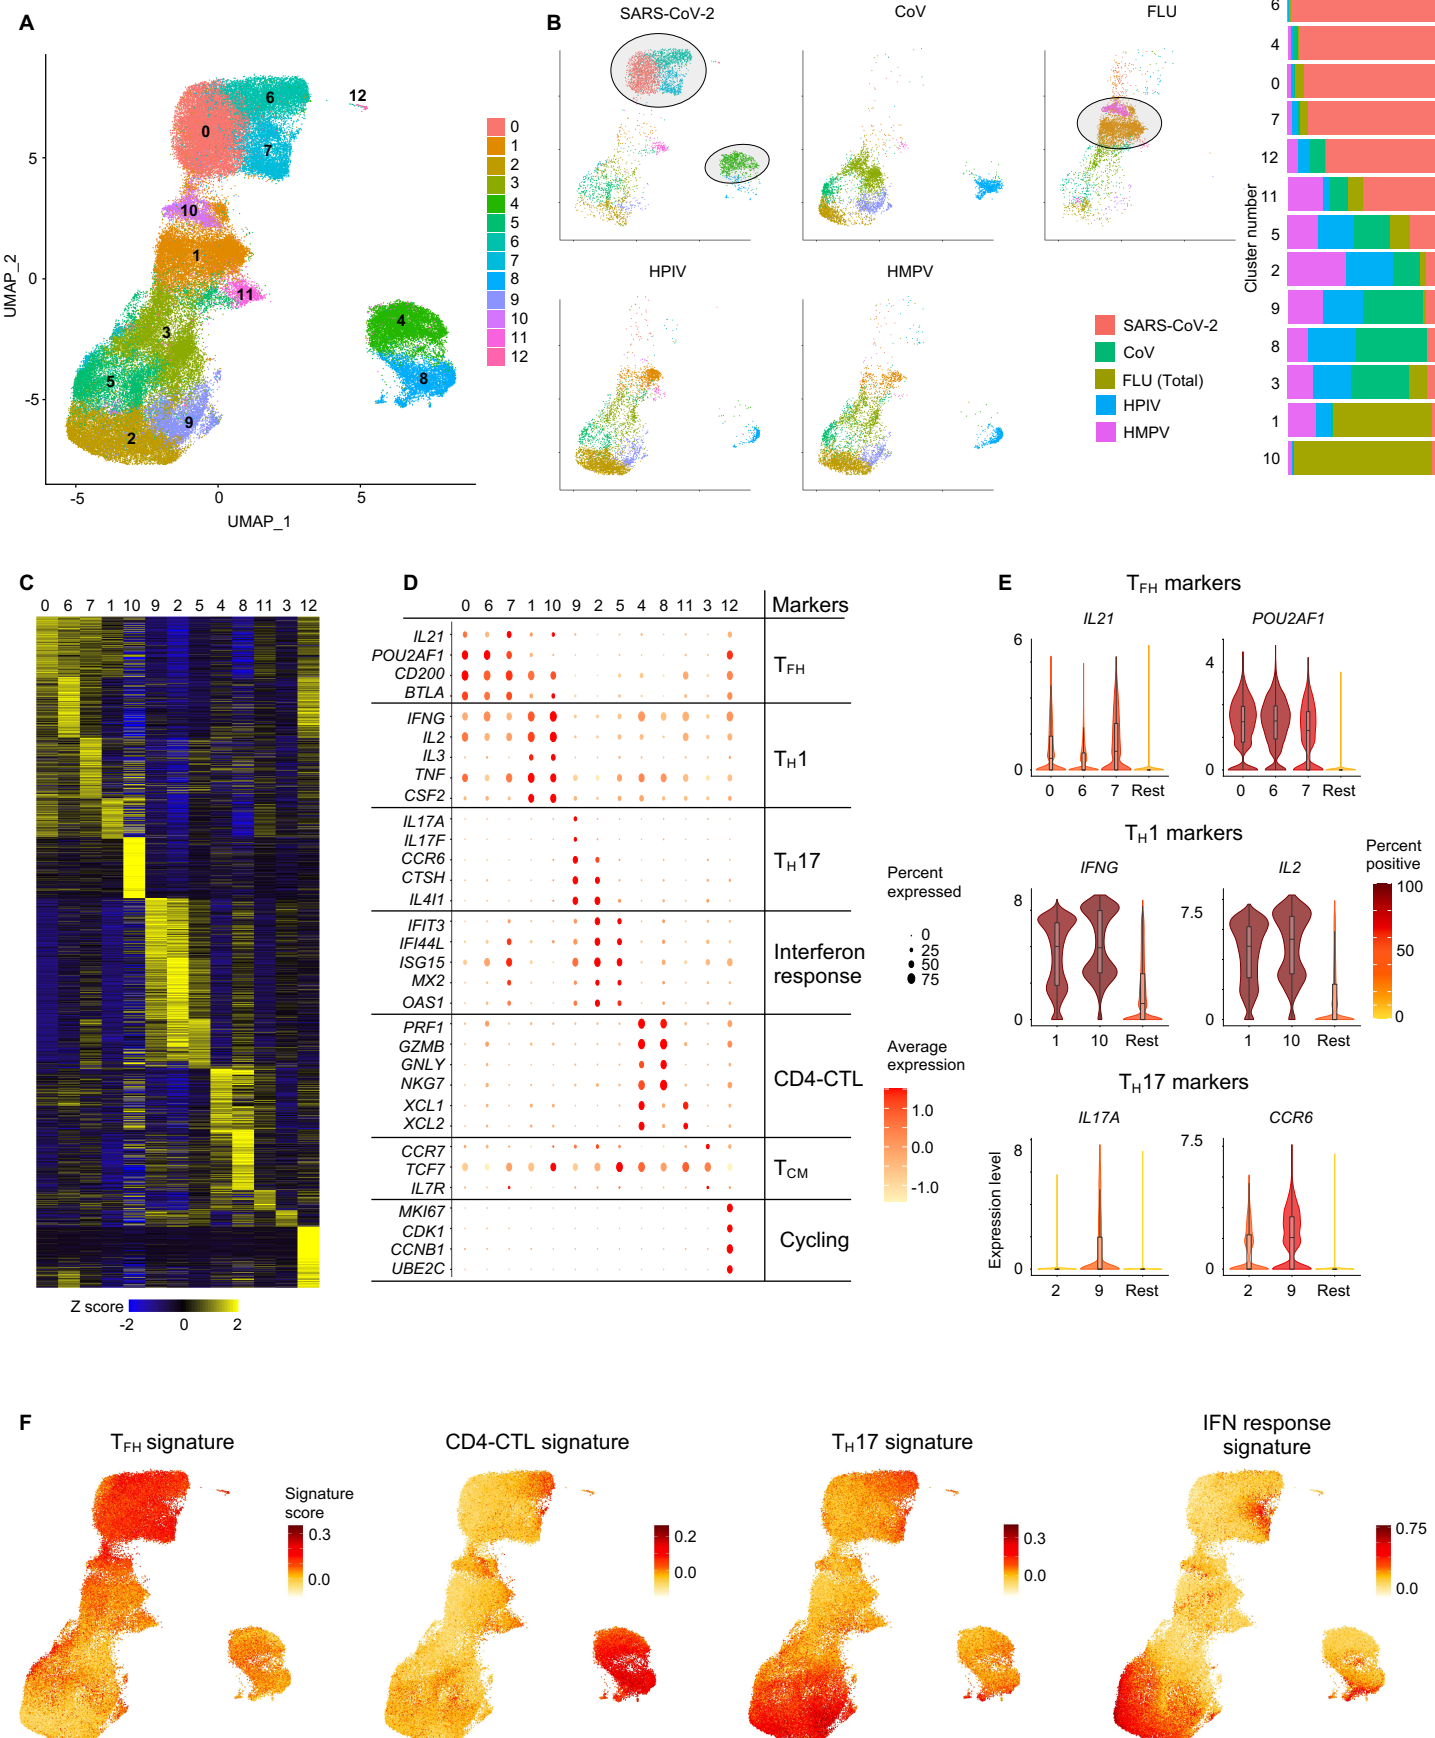 A
5
0
-5
UMAP_2
-5
0
5
UMAP_1
0
6
7
12
10
1
11
3
4
5
8
9
2
0
1
2
3
4
5
6
7
8
9
10
11
12
B
SARS-CoV-2
CoV
FLU
HPIV
HMPV
SARS-CoV-2
CoV
FLU (Total)
HPIV
HMPV
Cluster number
6
4
0
7
12
11
5
2
9
8
3
1
10
C
0 6 7 1 10 9 2 5 4 8 11 3 12
Z score
-2 0 2
D
0 6 7 1 10 9 2 5 4 8 11 3 12 Markers
IL21
POU2AF1
CD200
BTLA
TFH
IFNG
IL2
IL3
TNF
CSF2
TH1
IL17A
IL17F
CCR6
CTSH
IL4I1
TH17
IFIT3
IFI44L
ISG15
MX2
OAS1
Interferon
response
PRF1
GZMB
GNLY
NKG7
XCL1
XCL2
CD4-CTL
CCR7
TCF7
IL7R
TCM
MKI67
CDK1
CCNB1
UBE2C
Cycling
Percent
expressed
0
25
50
75
Average
expression
1.0
0.0
-1.0
E
TFH markers
IL21
6
0
0 6 7 Rest
POU2AF1
4
0
0 6 7 Rest
TH1 markers
IFNG
8
0
1 10 Rest
IL2
7.5
0
1 10 Rest
Percent
positive
100
50
0
TH17 markers
IL17A
8
0
2 9 Rest
CCR6
7.5
0
2 9 Rest
Expression level
F
TFH signature
Signature
score
0.3
0.0
CD4-CTL signature
0.2
0.0
TH17 signature
0.3
0.0
IFN response
signature
0.75
0.0